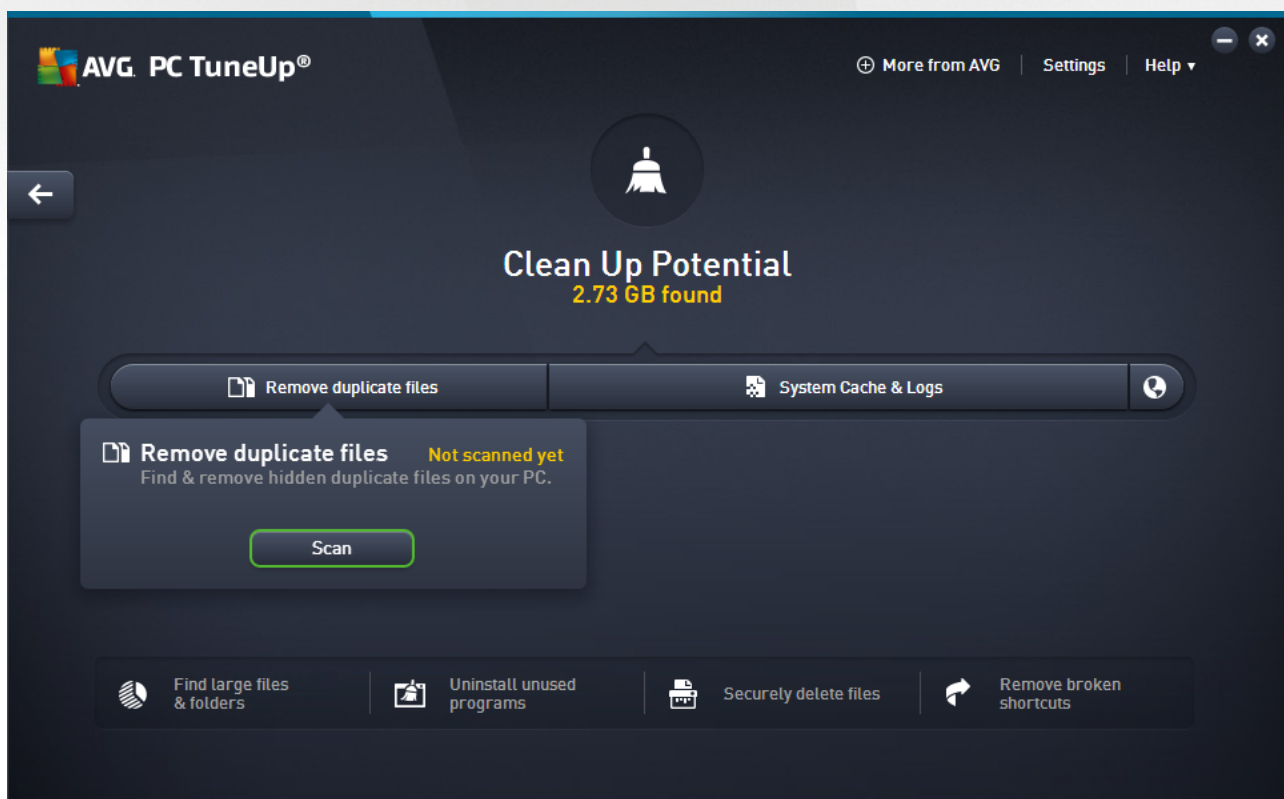 AVG. PC TuneUp®
More from AVG
Settings
Help
Clean Up Potential
2.73 GB found
Remove duplicate files
System Cache & Logs
Remove duplicate files
Not scanned yet
Find & remove hidden duplicate files on your PC.
Scan
Find large files
& folders
Uninstall unused
programs
Securely delete files
Remove broken
shortcuts